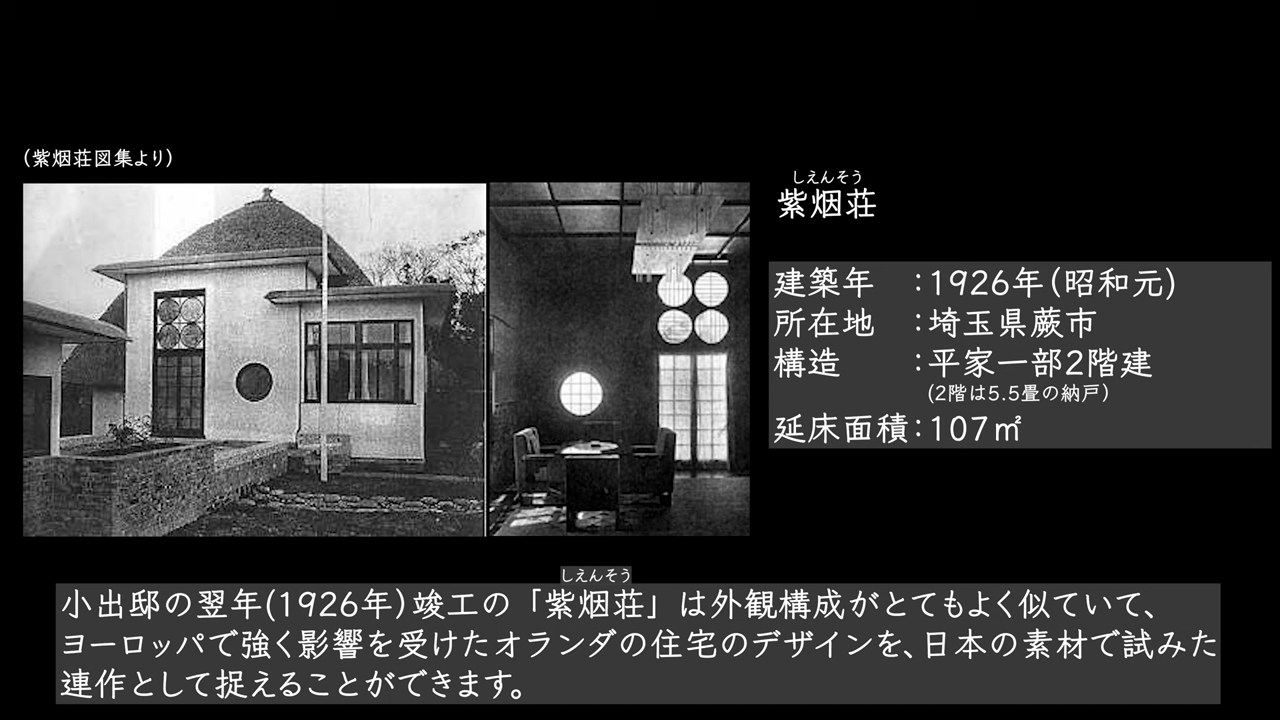 (紫烟荘図集より)
しえんそう
紫烟荘
建築年 :1926年(昭和元)
所在地 :埼玉県蕨市
構造 :平家一部2階建
(2階は5.5畳の納戸)
延床面積:107㎡
しえんそう
小出邸の翌年(1926年)竣工の「紫烟荘」は外観構成がとてもよく似ていて、
ヨーロッパで強く影響を受けたオランダの住宅のデザインを、日本の素材で試みた
連作として捉えることができます。